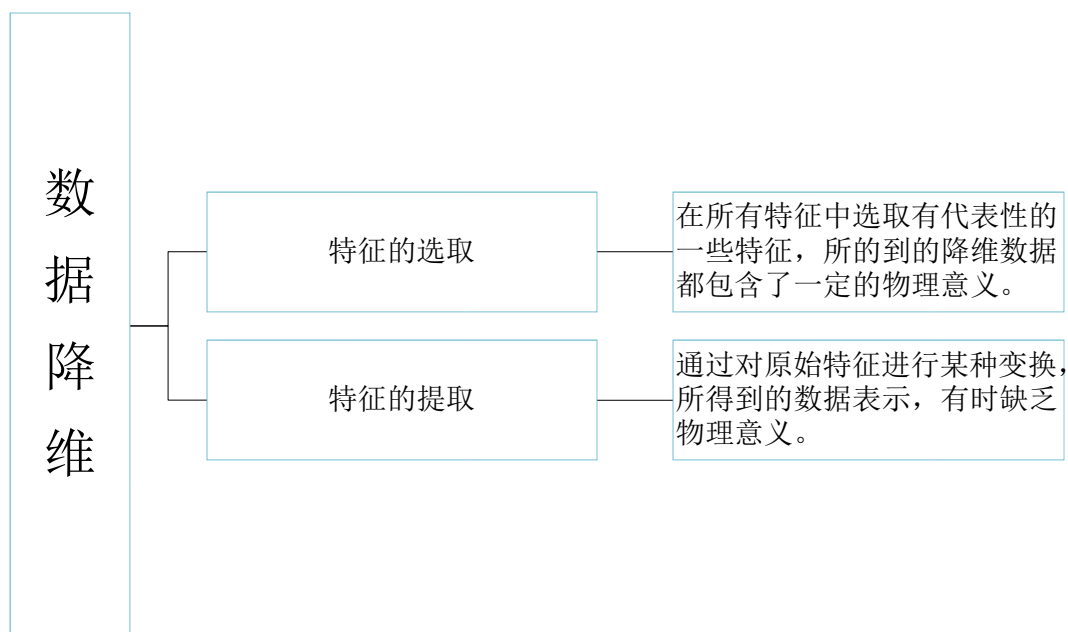 数据降维
特征的选取
在所有特征中选取有代表性的
一些特征，所的到的降维数据
都包含了一定的物理意义。
特征的提取
通过对原始特征进行某种变换，
所得到的数据表示，有时缺乏
物理意义。